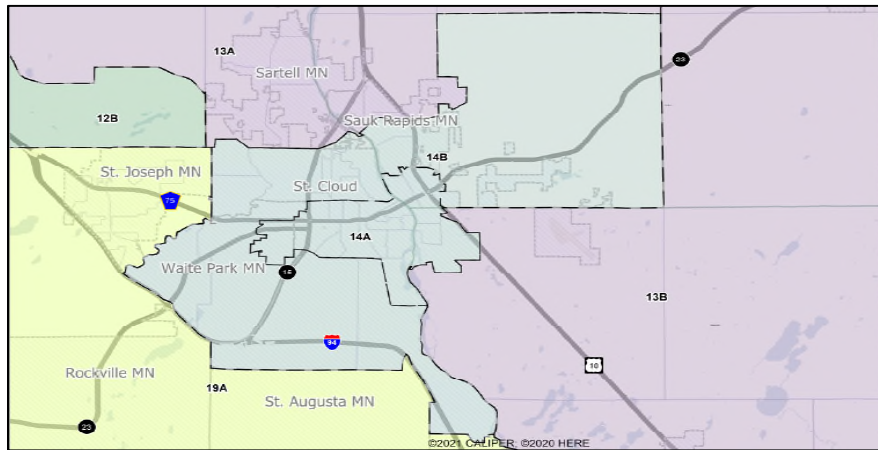 13A
Sartell MN
23
12B
Sauk Rapids MN
14B
St. Joseph MN
St. Cloud
75
14A
Waite Park MN
15
13B
94
10
Rockville MN
19A
St. Augusta MN
23
©2021 CALIPER; ©2020 HERE